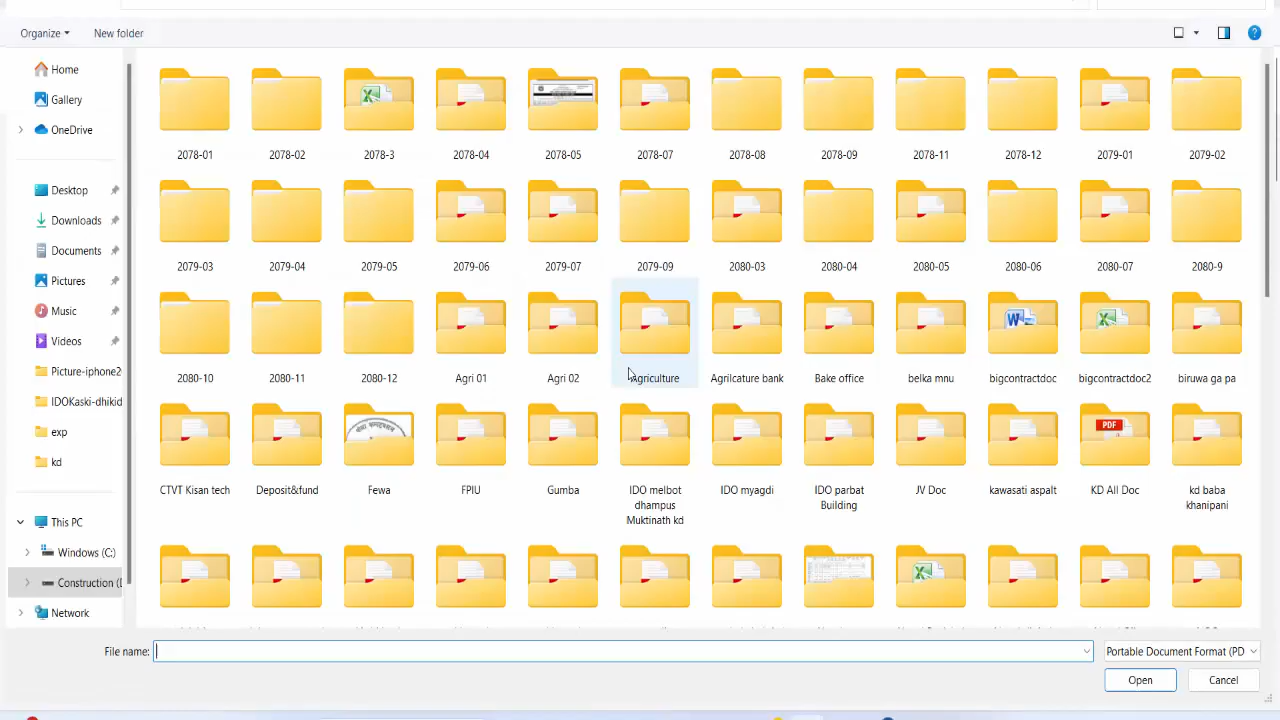 Organize New folder
Home
Gallery
OneDrive
Desktop
Downloads
Documents
Pictures
Music
Videos
Picture-iphone2
IDOKaski-dhikid
exp
kd
This PC
Windows (C:)
Construction (
Network
2078-01 2078-02 2078-3 2078-04 2078-05 2078-07 2078-08 2078-09 2078-11 2078-12 2079-01 2079-02
2079-03 2079-04 2079-05 2079-06 2079-07 2079-09 2080-03 2080-04 2080-05 2080-06 2080-07 2080-9
2080-10 2080-11 2080-12 Agri 01 Agri 02 Agriculture Agrilcature bank Bake office belka mnu bigcontractdoc bigcontractdoc2 biruwa ga pa
CTVT Kisan tech Deposit&fund Fewa FPIU Gumba IDO melbot IDO myagdi IDO parbat JV Doc kawasati aspalt KD All Doc kd baba
dhampus Building khanipani
Muktinath kd
PDF
File name:
Portable Document Format (PD
Open Cancel